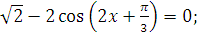 √2 − 2 cos (2x + π/3) = 0;